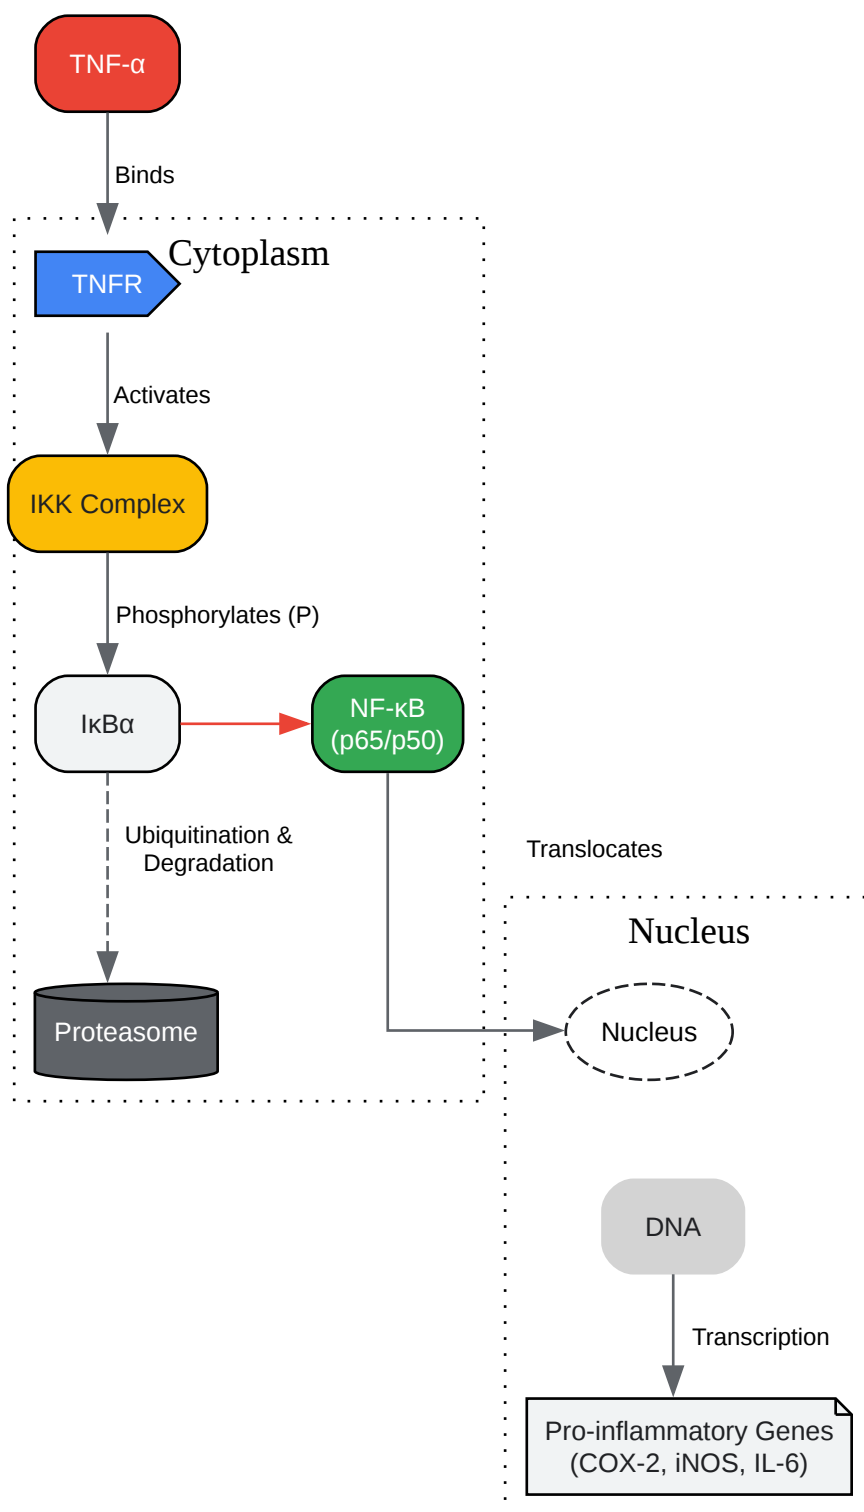 TNF-α
Binds
Cytoplasm
TNFR
Activates
IKK Complex
Phosphorylates (P)
IκBα
NF-κB
(p65/p50)
Ubiquitination &
Degradation
Translocates
Nucleus
Proteasome
Nucleus
DNA
Transcription
Pro-inflammatory Genes
(COX-2, iNOS, IL-6)